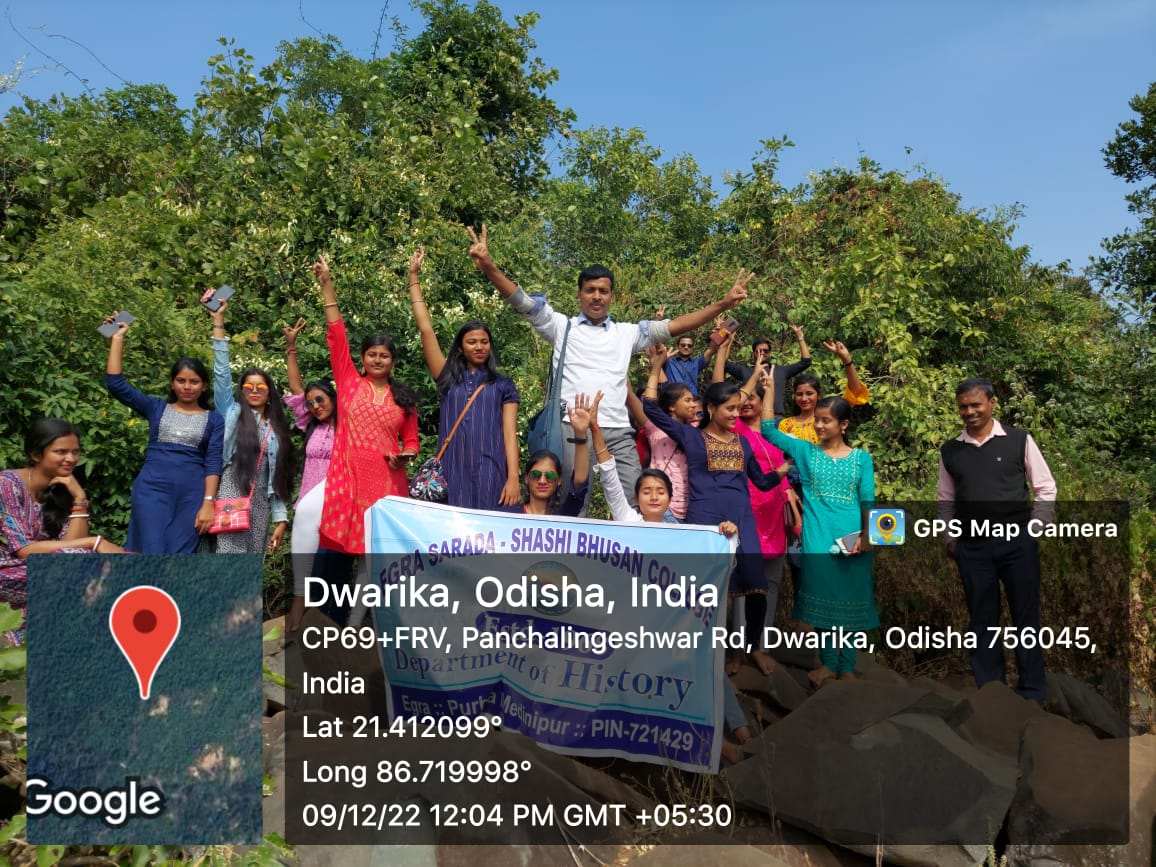 EGRA SARADA - SHASHI BHUSAN COLLEGE
Department of History
Egra :: Purba Medinipur :: PIN-721429
GPS Map Camera
Dwarika, Odisha, India
CP69+FRV, Panchalingeshwar Rd, Dwarika, Odisha 756045,
India
Lat 21.412099°
Long 86.719998°
09/12/22 12:04 PM GMT +05:30
Google